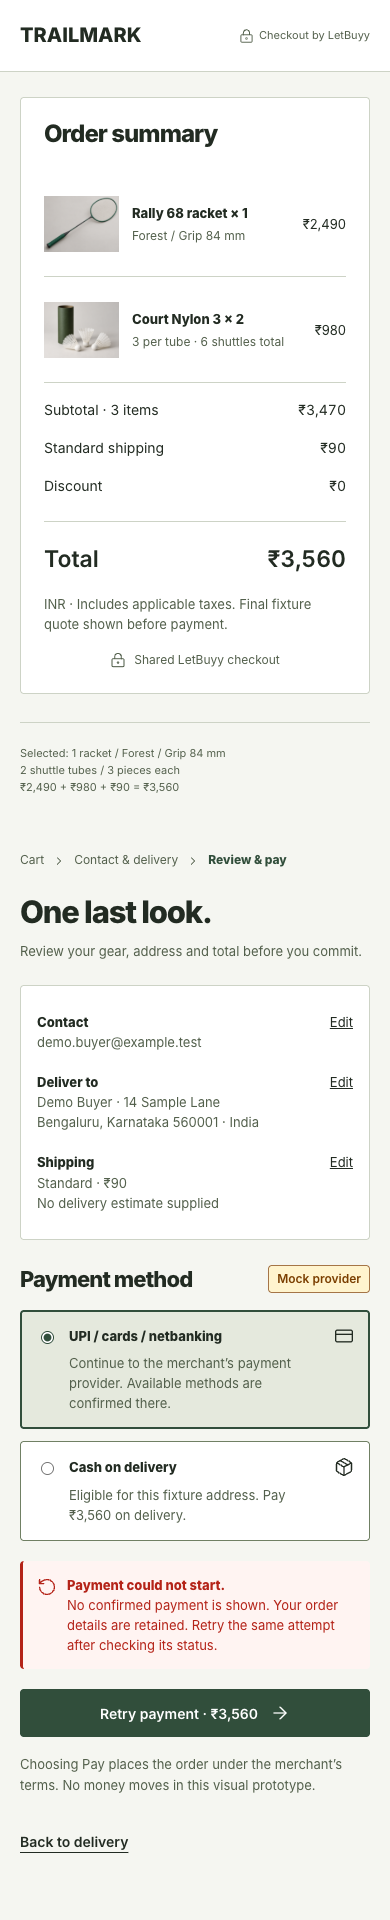 TRAILMARK
Checkout by LetBuyy
Order summary
Rally 68 racket × 1
Forest / Grip 84 mm
₹2,490
Court Nylon 3 × 2
3 per tube · 6 shuttles total
₹980
Subtotal · 3 items ₹3,470
Standard shipping ₹90
Discount ₹0
Total ₹3,560
INR · Includes applicable taxes. Final fixture
quote shown before payment.
Shared LetBuyy checkout
Selected: 1 racket / Forest / Grip 84 mm
2 shuttle tubes / 3 pieces each
₹2,490 + ₹980 + ₹90 = ₹3,560
Cart > Contact & delivery > Review & pay
One last look.
Review your gear, address and total before you commit.
Contact Edit
demo.buyer@example.test
Deliver to Edit
Demo Buyer · 14 Sample Lane
Bengaluru, Karnataka 560001 · India
Shipping Edit
Standard · ₹90
No delivery estimate supplied
Payment method Mock provider
UPI / cards / netbanking
Continue to the merchant’s payment
provider. Available methods are
confirmed there.
Cash on delivery
Eligible for this fixture address. Pay
₹3,560 on delivery.
Payment could not start.
No confirmed payment is shown. Your order
details are retained. Retry the same attempt
after checking its status.
Retry payment · ₹3,560 →
Choosing Pay places the order under the merchant’s
terms. No money moves in this visual prototype.
Back to delivery